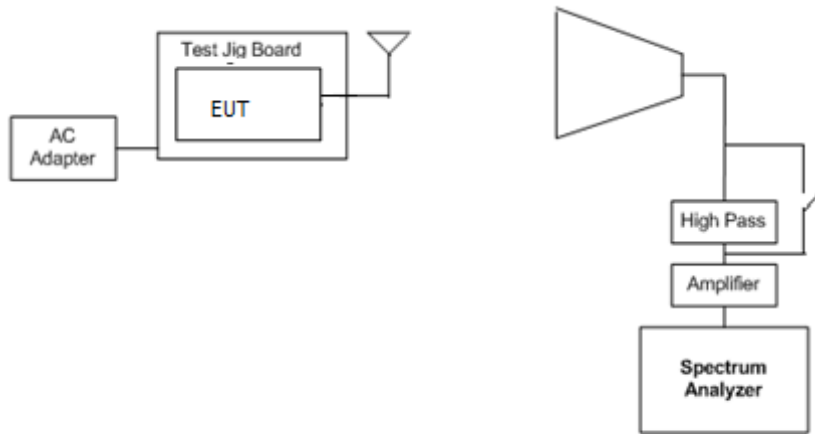 Test Jig Board
EUT
AC
Adapter
High Pass
Amplifier
Spectrum
Analyzer